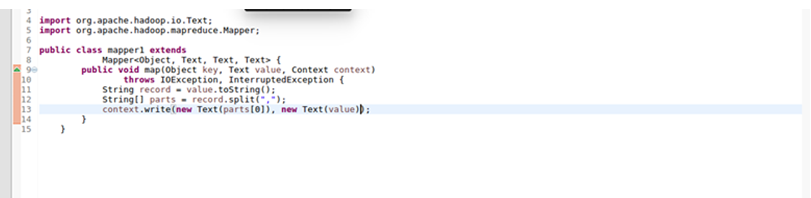 3
4 import org.apache.hadoop.io.Text;
5 import org.apache.hadoop.mapreduce.Mapper;
6
7 public class mapper1 extends
8 Mapper<Object, Text, Text, Text> {
9 public void map(Object key, Text value, Context context)
10 throws IOException, InterruptedException {
11 String record = value.toString();
12 String[] parts = record.split(",");
13 context.write(new Text(parts[0]), new Text(value));
14 }
15 }